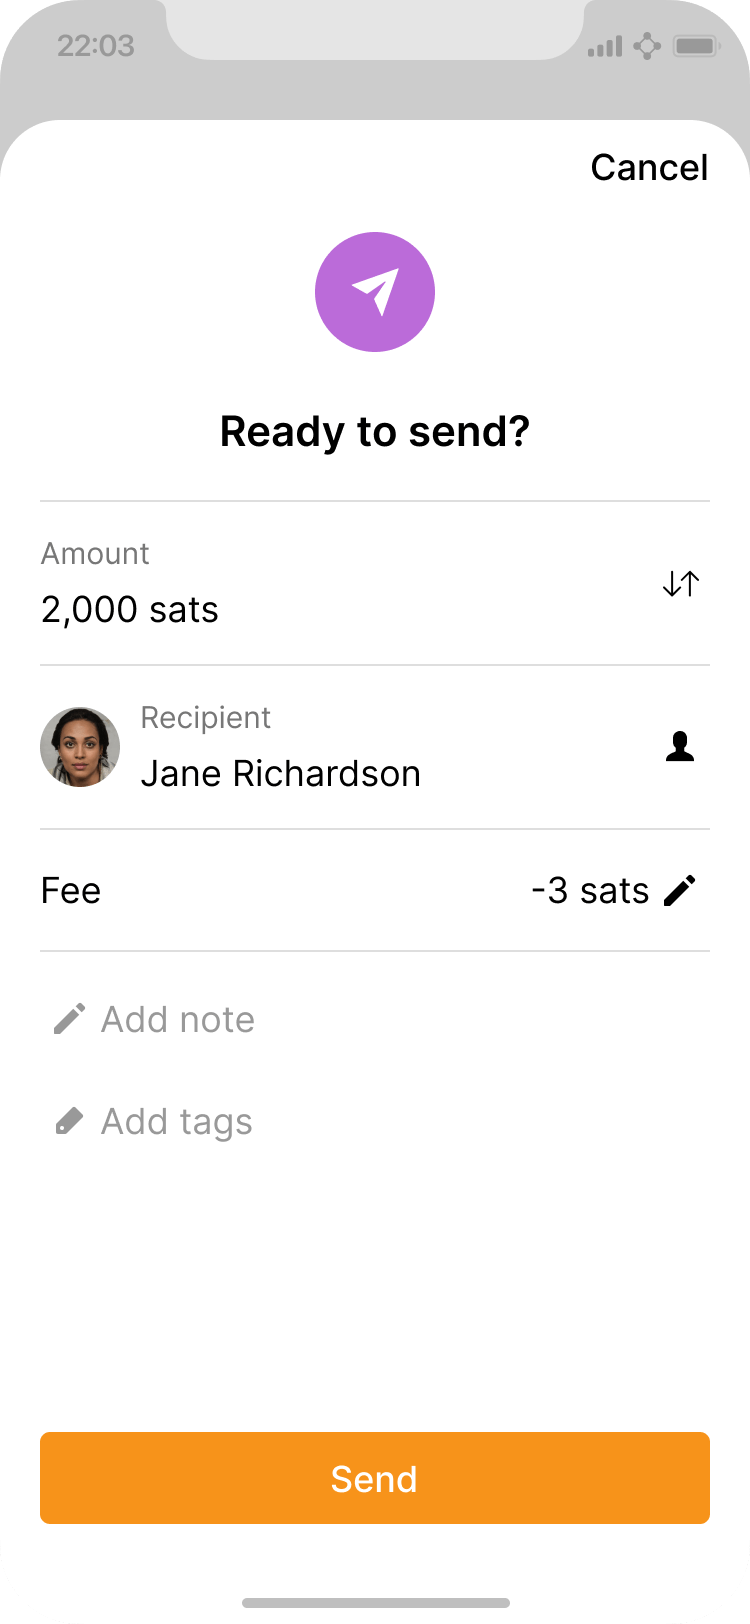 22:03
Cancel
Ready to send?
Amount
2,000 sats
Recipient
Jane Richardson
Fee
-3 sats
Add note
Add tags
Send